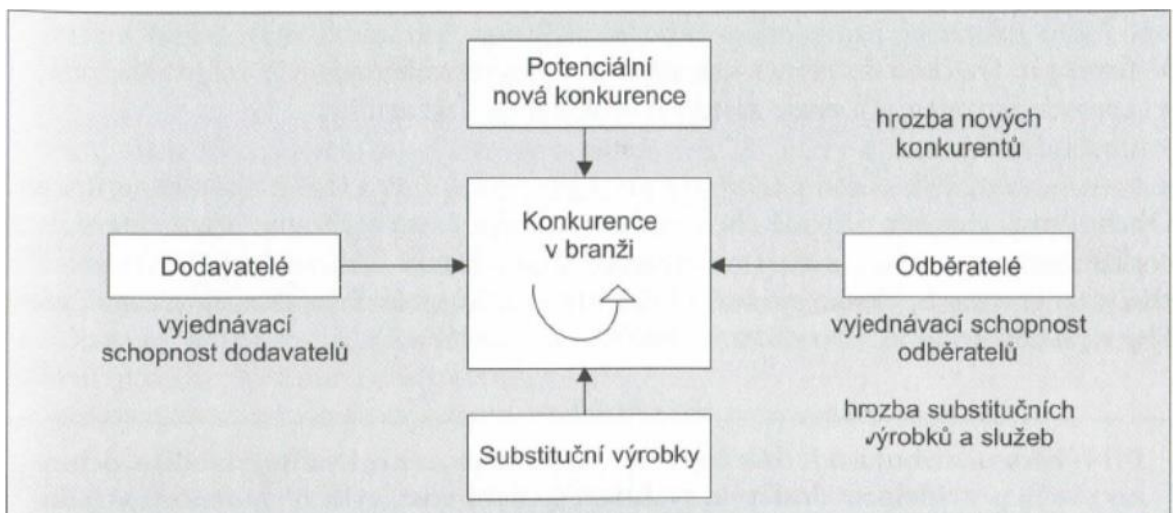 Potenciální
nová konkurence
hrozba nových
konkurentů
Konkurence
v branži
Dodavatelé
Odběratelé
vyjednávací
schopnost dodavatelů
vyjednávací schopnost
odběratelů
Substituční výrobky
hrozba substitučních
výrobků a služeb